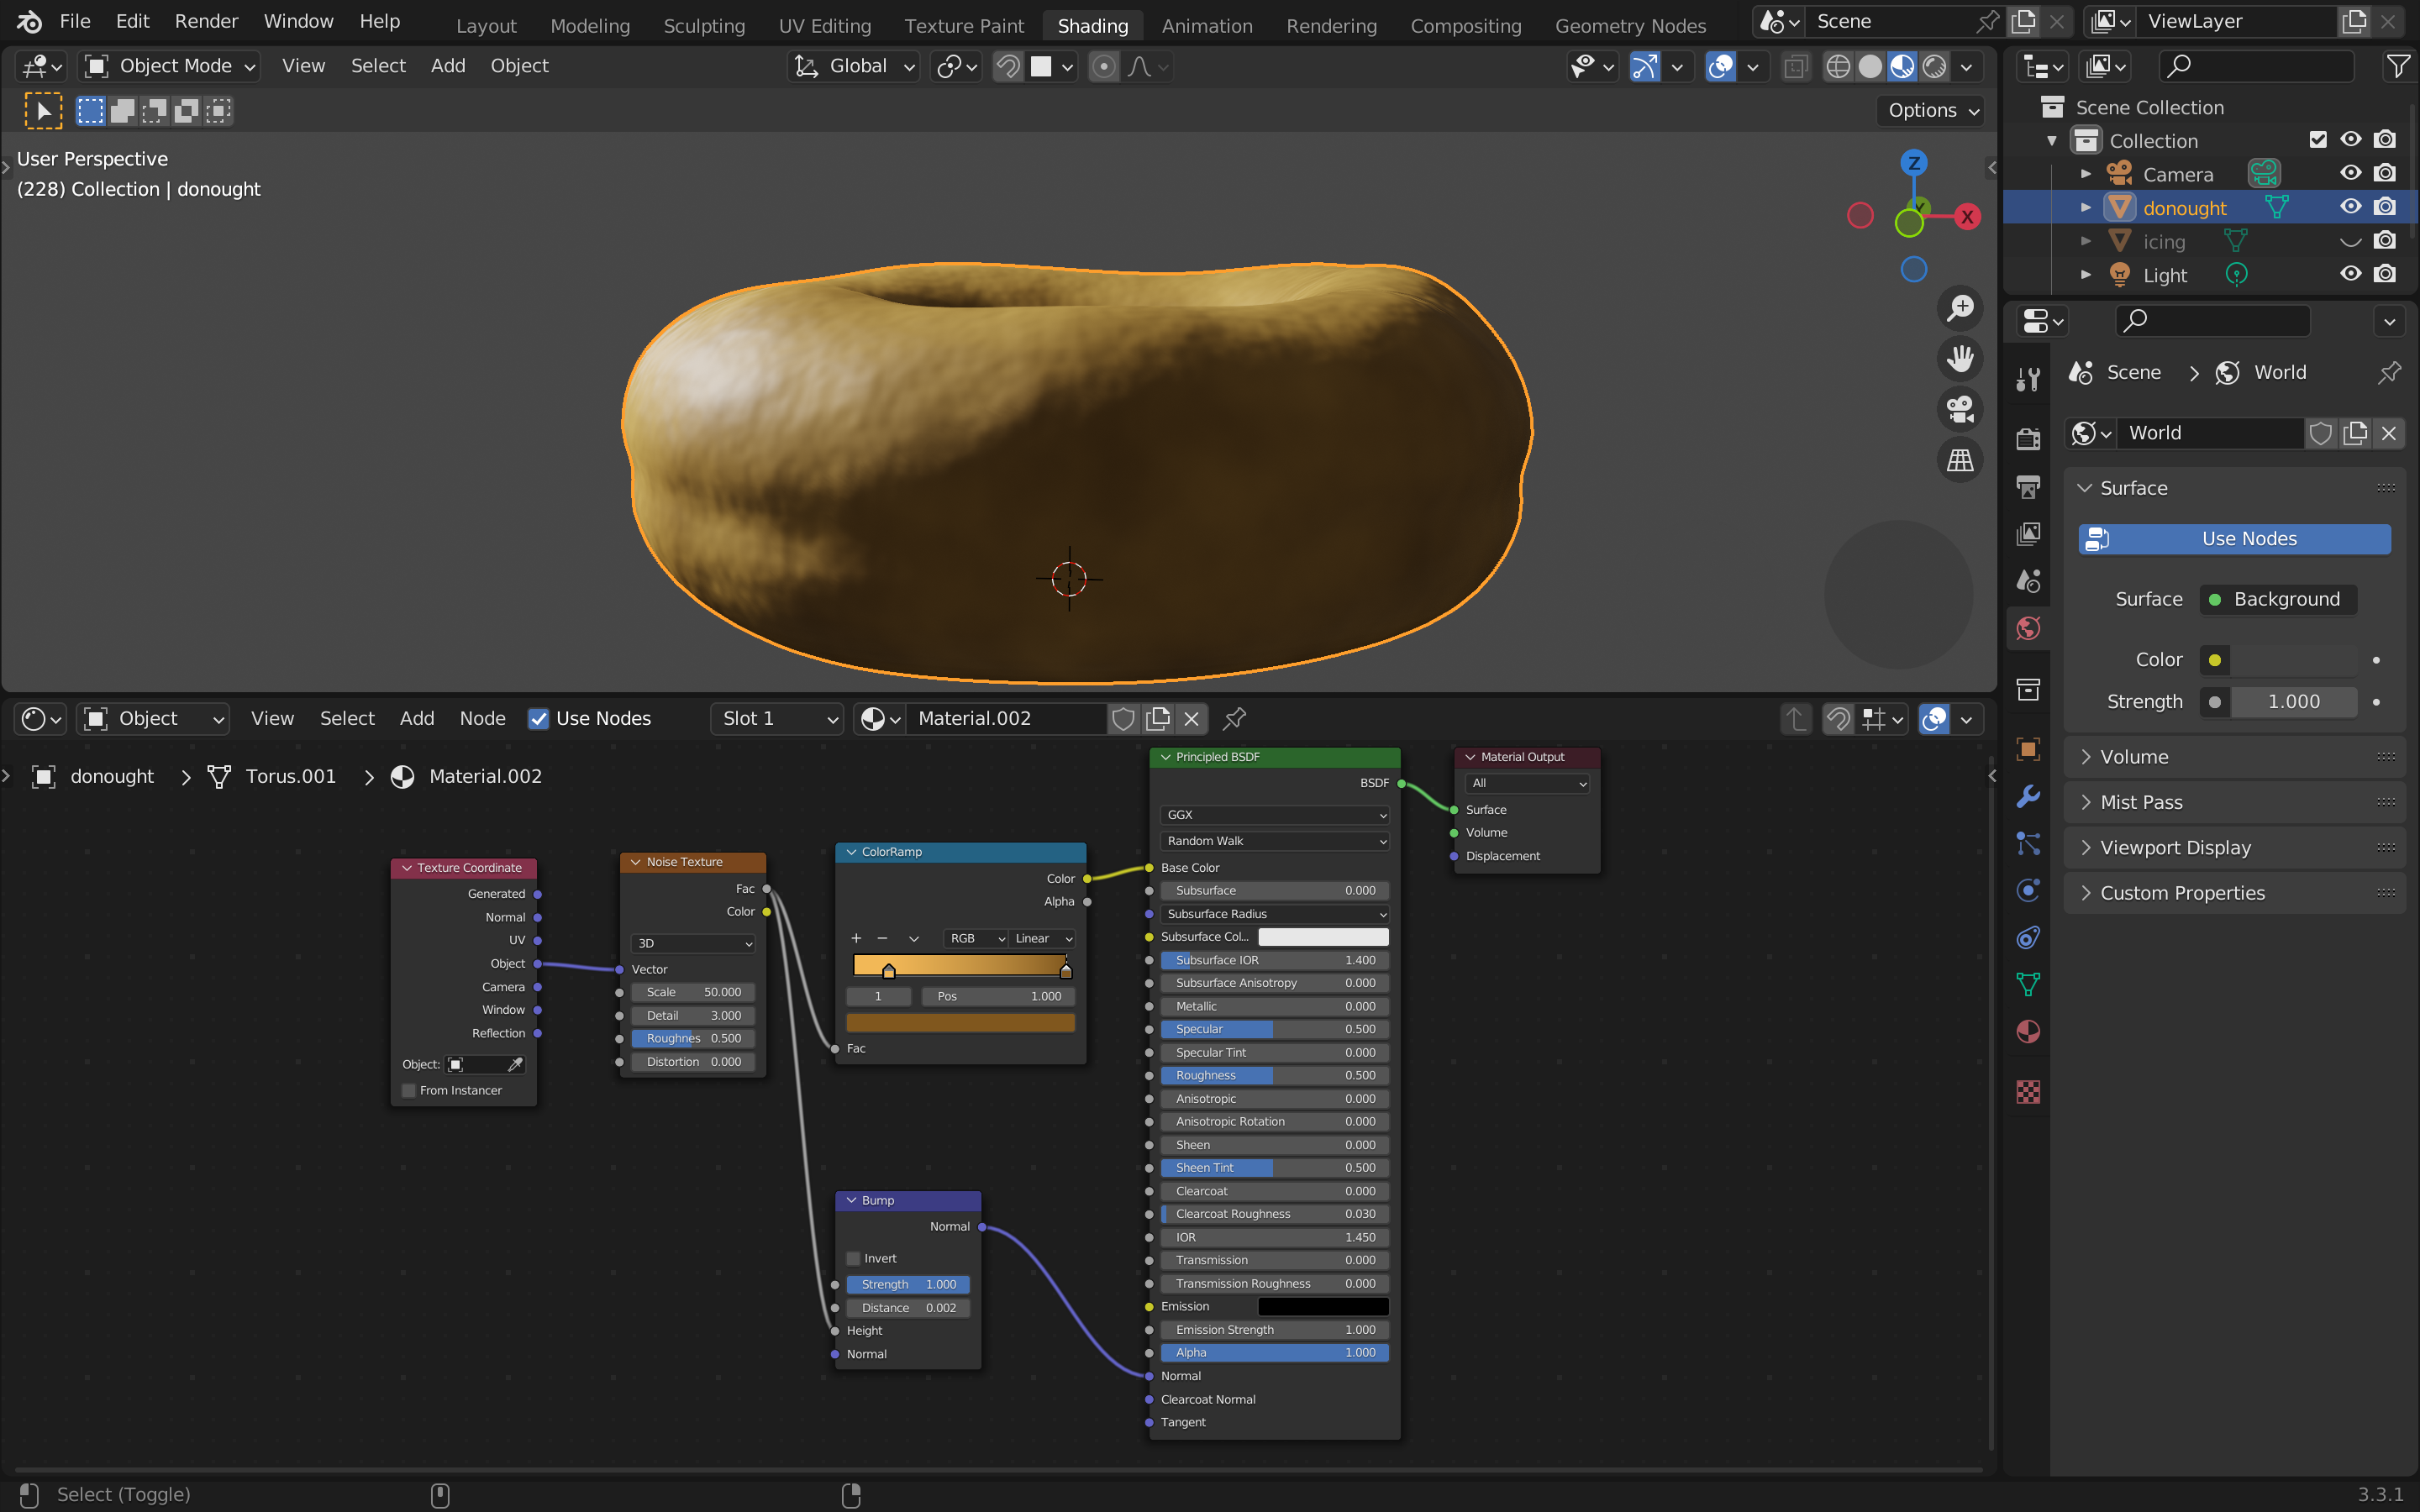 File Edit Render Window Help Layout Modeling Sculpting UV Editing Texture Paint Shading Animation Rendering Compositing Geometry Nodes Scene ViewLayer
Object Mode View Select Add Object Global
Options
User Perspective
(228) Collection | donought
Z
Y
X
Scene Collection
Collection
Camera
donought
icing
Light
Scene > World
World
Surface
Use Nodes
Surface Background
Color
Strength 1.000
Volume
Mist Pass
Viewport Display
Custom Properties
Object View Select Add Node Use Nodes Slot 1 Material.002
donought > Torus.001 > Material.002
Texture Coordinate
Generated
Normal
UV
Object
Camera
Window
Reflection
Object:
From Instancer
Noise Texture
Fac
Color
3D
Vector
Scale 50.000
Detail 3.000
Roughnes 0.500
Distortion 0.000
ColorRamp
Color
Alpha
+ − RGB Linear
1 Pos 1.000
Fac
Bump
Normal
Invert
Strength 1.000
Distance 0.002
Height
Normal
Principled BSDF
BSDF
GGX
Random Walk
Base Color
Subsurface 0.000
Subsurface Radius
Subsurface Col...
Subsurface IOR 1.400
Subsurface Anisotropy 0.000
Metallic 0.000
Specular 0.500
Specular Tint 0.000
Roughness 0.500
Anisotropic 0.000
Anisotropic Rotation 0.000
Sheen 0.000
Sheen Tint 0.500
Clearcoat 0.000
Clearcoat Roughness 0.030
IOR 1.450
Transmission 0.000
Transmission Roughness 0.000
Emission
Emission Strength 1.000
Alpha 1.000
Normal
Clearcoat Normal
Tangent
Material Output
All
Surface
Volume
Displacement
Select (Toggle)
3.3.1